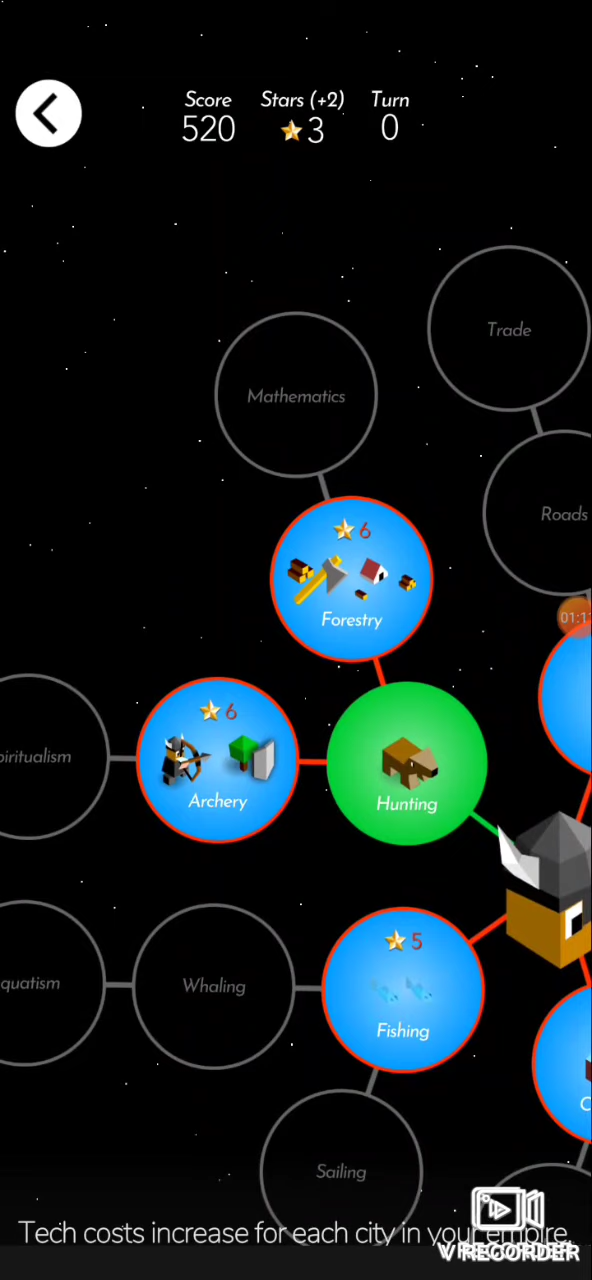 Score Stars (+2) Turn
520 3 0
Trade
Mathematics
Roads
6
Forestry
6
Archery
Hunting
5
Fishing
Whaling
Sailing
Tech costs increase for each city in your empire.
V RECORDER